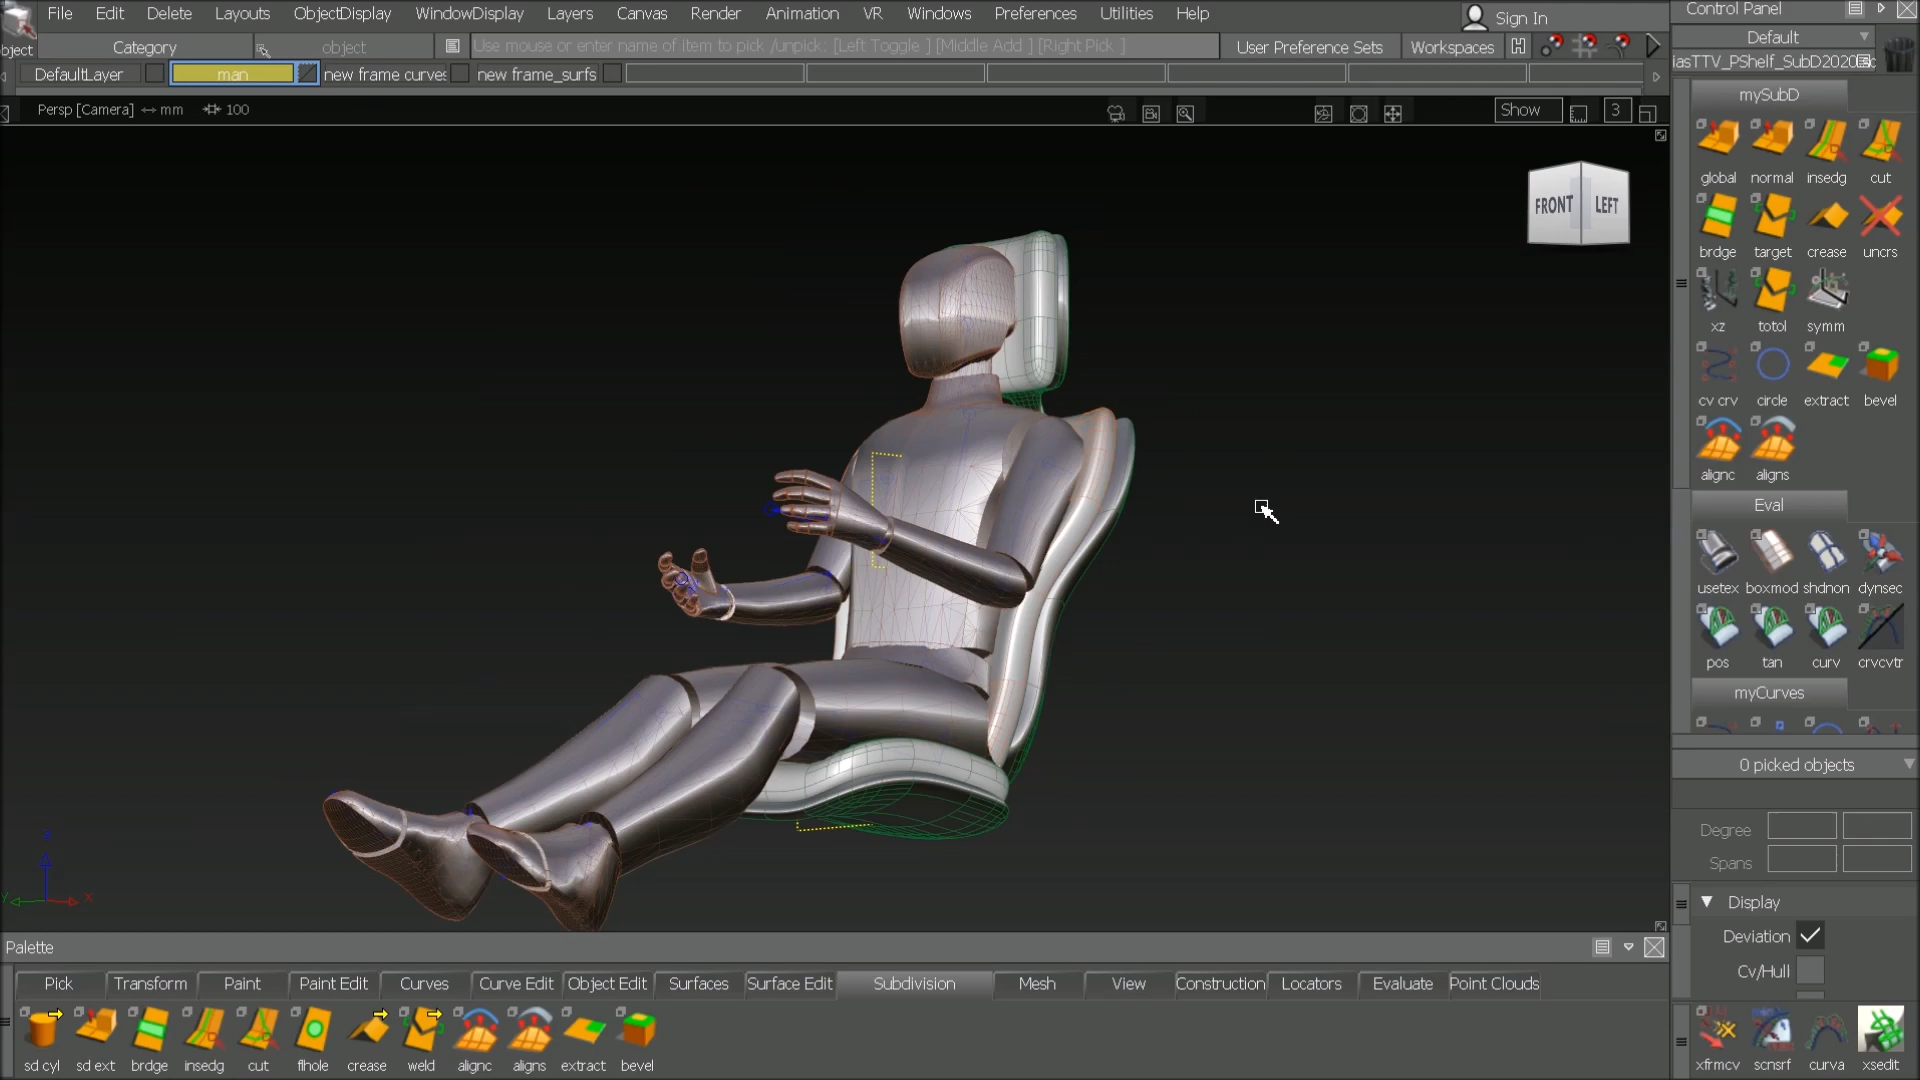 File Edit Delete Layouts ObjectDisplay WindowDisplay Layers Canvas Render Animation VR Windows Preferences Utilities Help
Sign In
Control Panel
bject Category object
Use mouse or enter name of item to pick /unpick: [Left Toggle ] [Middle Add ] [Right Pick ]
User Preference Sets Workspaces
Default
DefaultLayer man new frame curves new frame_surfs
Persp [Camera] ↔ mm 100
Show 3
mySubD
global normal insedg cut
FRONT LEFT
brdge target crease uncrs
xz totol symm
cv crv circle extract bevel
alignc aligns
Eval
usetex boxmod shdnon dynsec
pos tan curv crvcvtr
myCurves
0 picked objects
Degree
Spans
Display
Deviation
Cv/Hull
Z
Y X
Palette
Pick Transform Paint Paint Edit Curves Curve Edit Object Edit Surfaces Surface Edit Subdivision Mesh View Construction Locators Evaluate Point Clouds
sd cyl sd ext brdge insedg cut flhole crease weld alignc aligns extract bevel
xfrmcv scnsrf curva xsedit